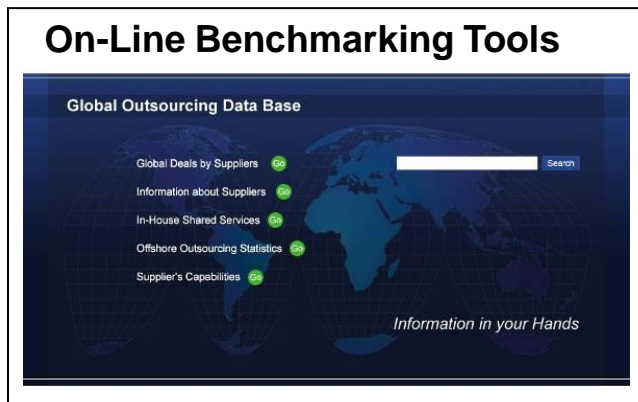 On-Line Benchmarking Tools
Global Outsourcing Data Base
Global Deals by Suppliers Go
Search
Information about Suppliers Go
In-House Shared Services Go
Offshore Outsourcing Statistics Go
Supplier's Capabilities Go
Information in your Hands